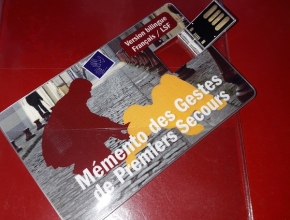 Version bilingue
Français / LSF
Mémento des Gestes
de Premiers Secours